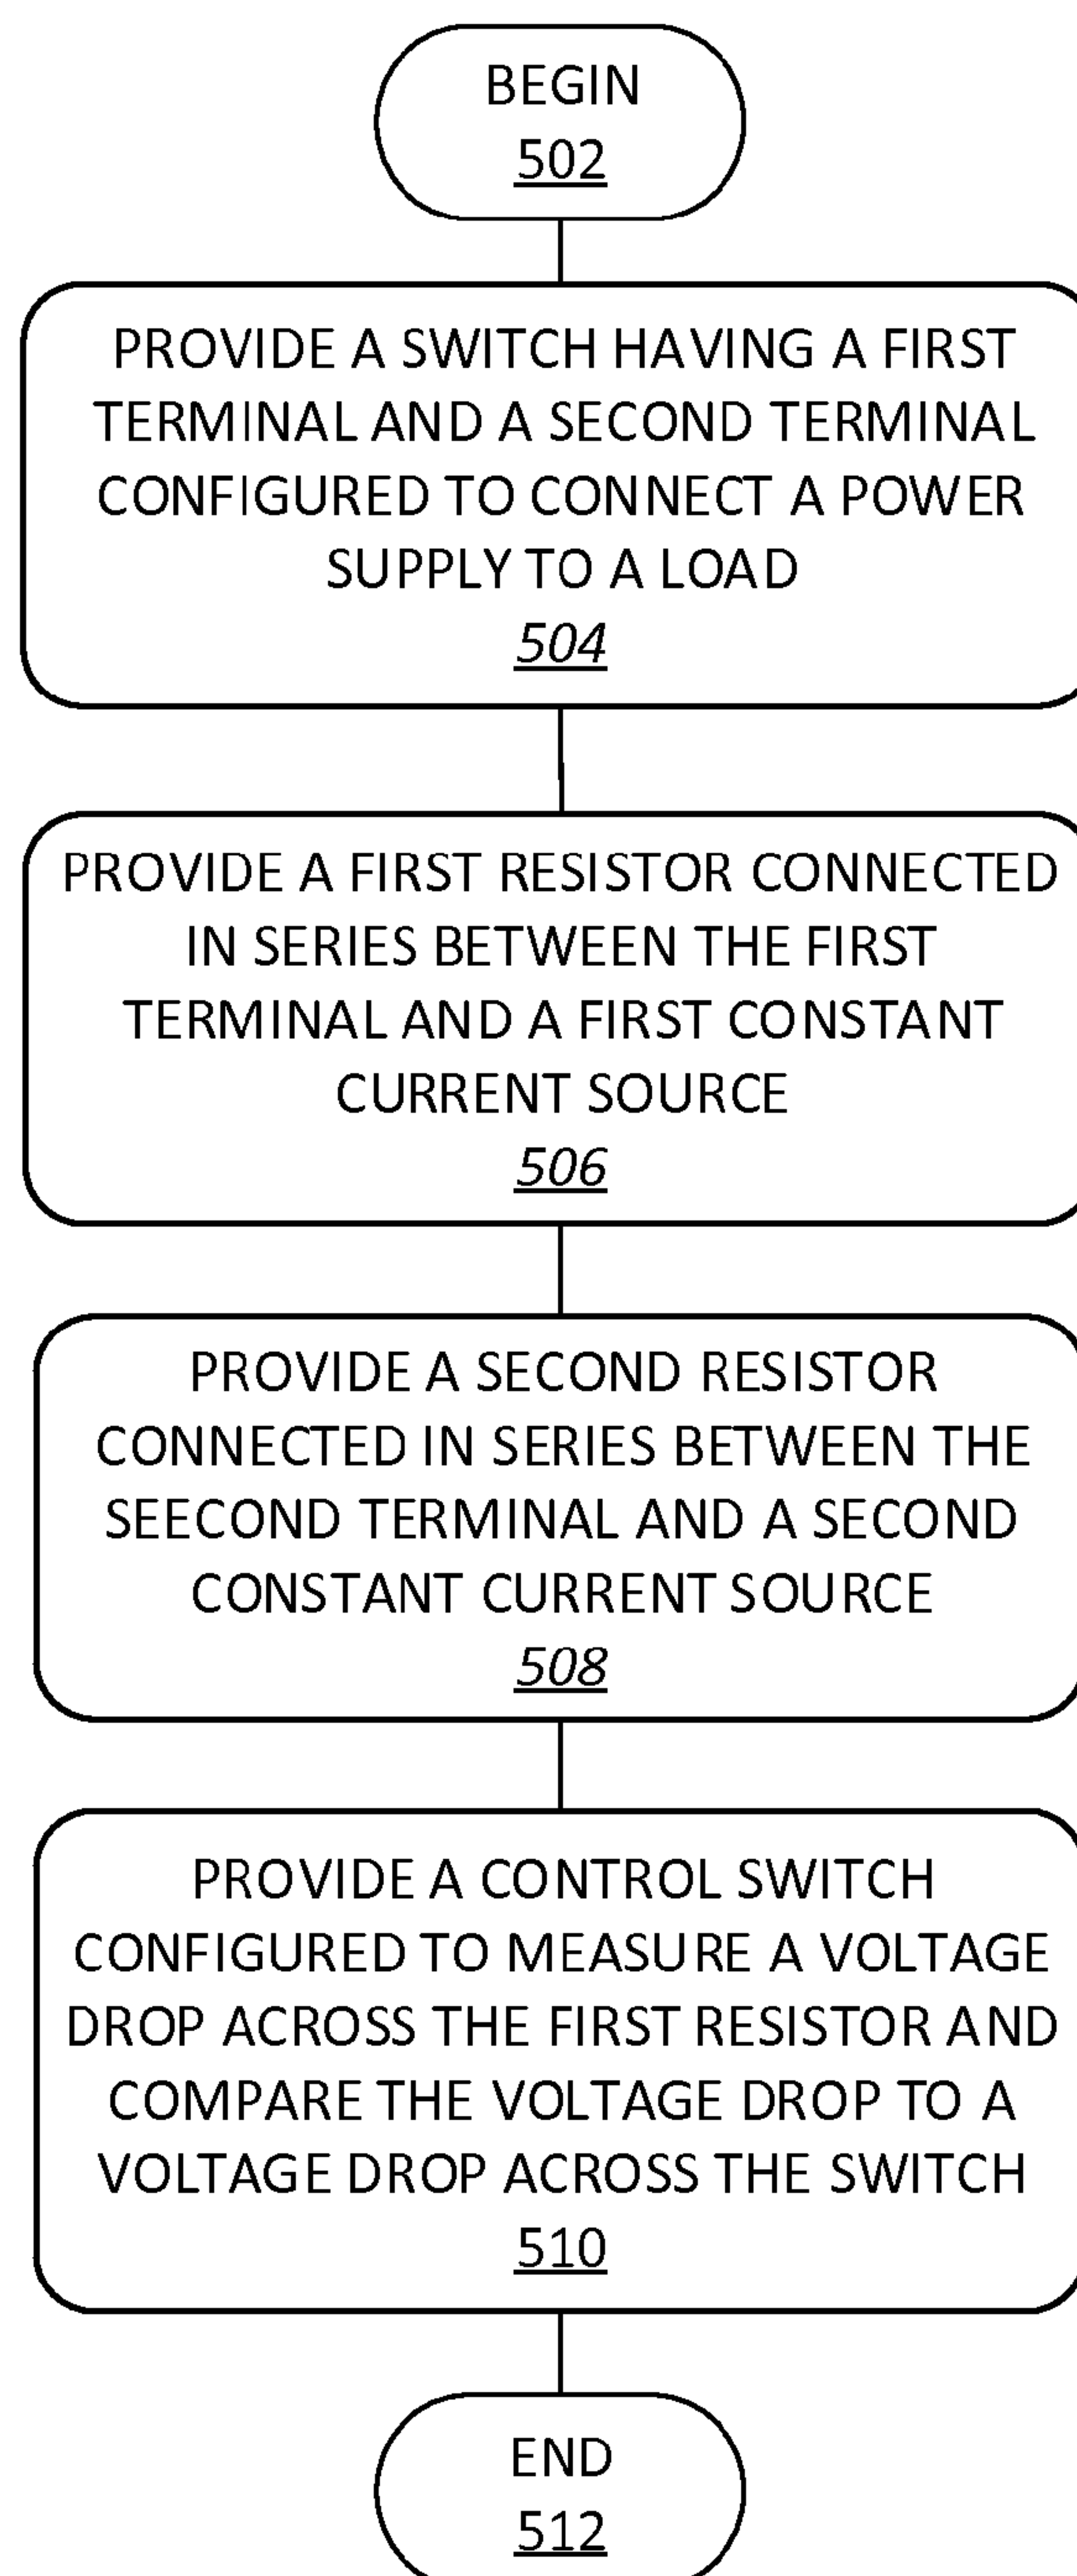 BEGIN
502
PROVIDE A SWITCH HAVING A FIRST
TERMINAL AND A SECOND TERMINAL
CONFIGURED TO CONNECT A POWER
SUPPLY TO A LOAD
504
PROVIDE A FIRST RESISTOR CONNECTED
IN SERIES BETWEEN THE FIRST
TERMINAL AND A FIRST CONSTANT
CURRENT SOURCE
506
PROVIDE A SECOND RESISTOR
CONNECTED IN SERIES BETWEEN THE
SEECOND TERMINAL AND A SECOND
CONSTANT CURRENT SOURCE
508
PROVIDE A CONTROL SWITCH
CONFIGURED TO MEASURE A VOLTAGE
DROP ACROSS THE FIRST RESISTOR AND
COMPARE THE VOLTAGE DROP TO A
VOLTAGE DROP ACROSS THE SWITCH
510
END
512